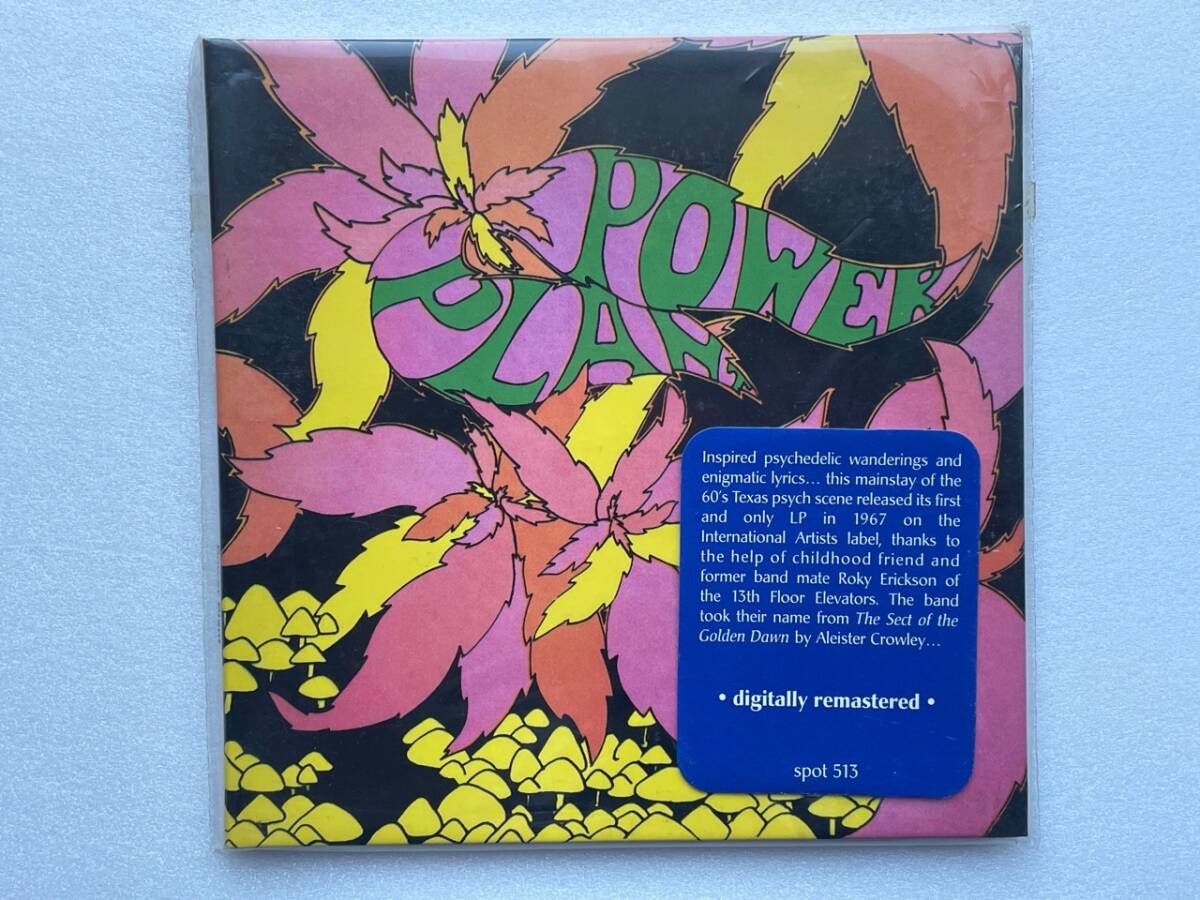 POWER
PLANT
Inspired psychedelic wanderings and
enigmatic lyrics... this mainstay of the
60's Texas psych scene released its first
and only LP in 1967 on the
International Artists label, thanks to
the help of childhood friend and
former band mate Roky Erickson of
the 13th Floor Elevators. The band
took their name from The Sect of the
Golden Dawn by Aleister Crowley...
• digitally remastered •
spot 513